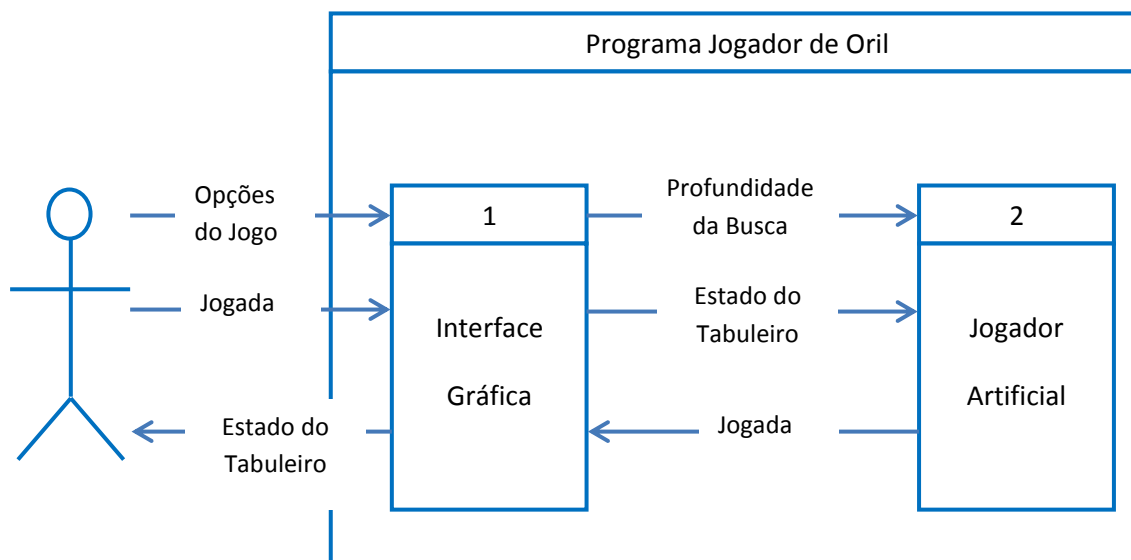 Programa Jogador de Oril
Opções
do Jogo
1
Profundidade
da Busca
2
Jogada
Interface
Gráfica
Estado do
Tabuleiro
Jogador
Artificial
Estado do
Tabuleiro
Jogada